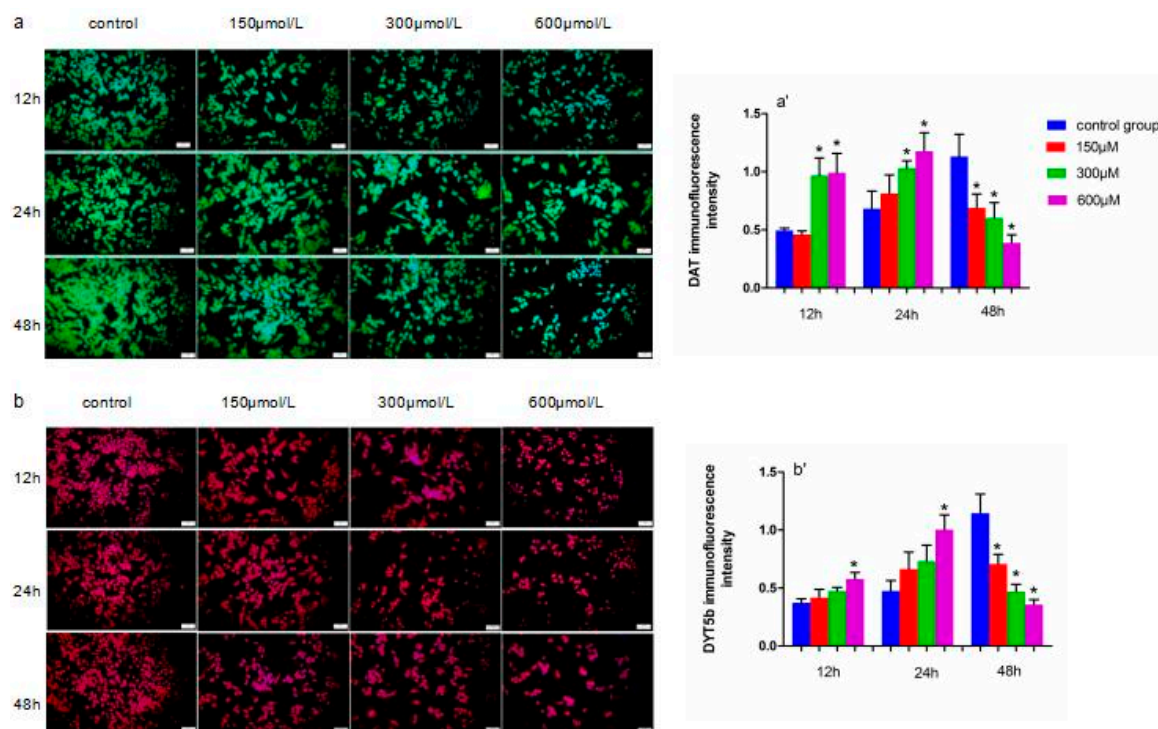 a
control 150µmol/L 300µmol/L 600µmol/L
12h
24h
48h
a'
DAT immunofluorescence
intensity
1.5
1.0
0.5
0.0
* * * * * * *
12h 24h 48h
control group
150µM
300µM
600µM
b
control 150µmol/L 300µmol/L 600µmol/L
12h
24h
48h
b'
DYT5b immunofluorescence
intensity
1.5
1.0
0.5
0.0
* * * * *
12h 24h 48h